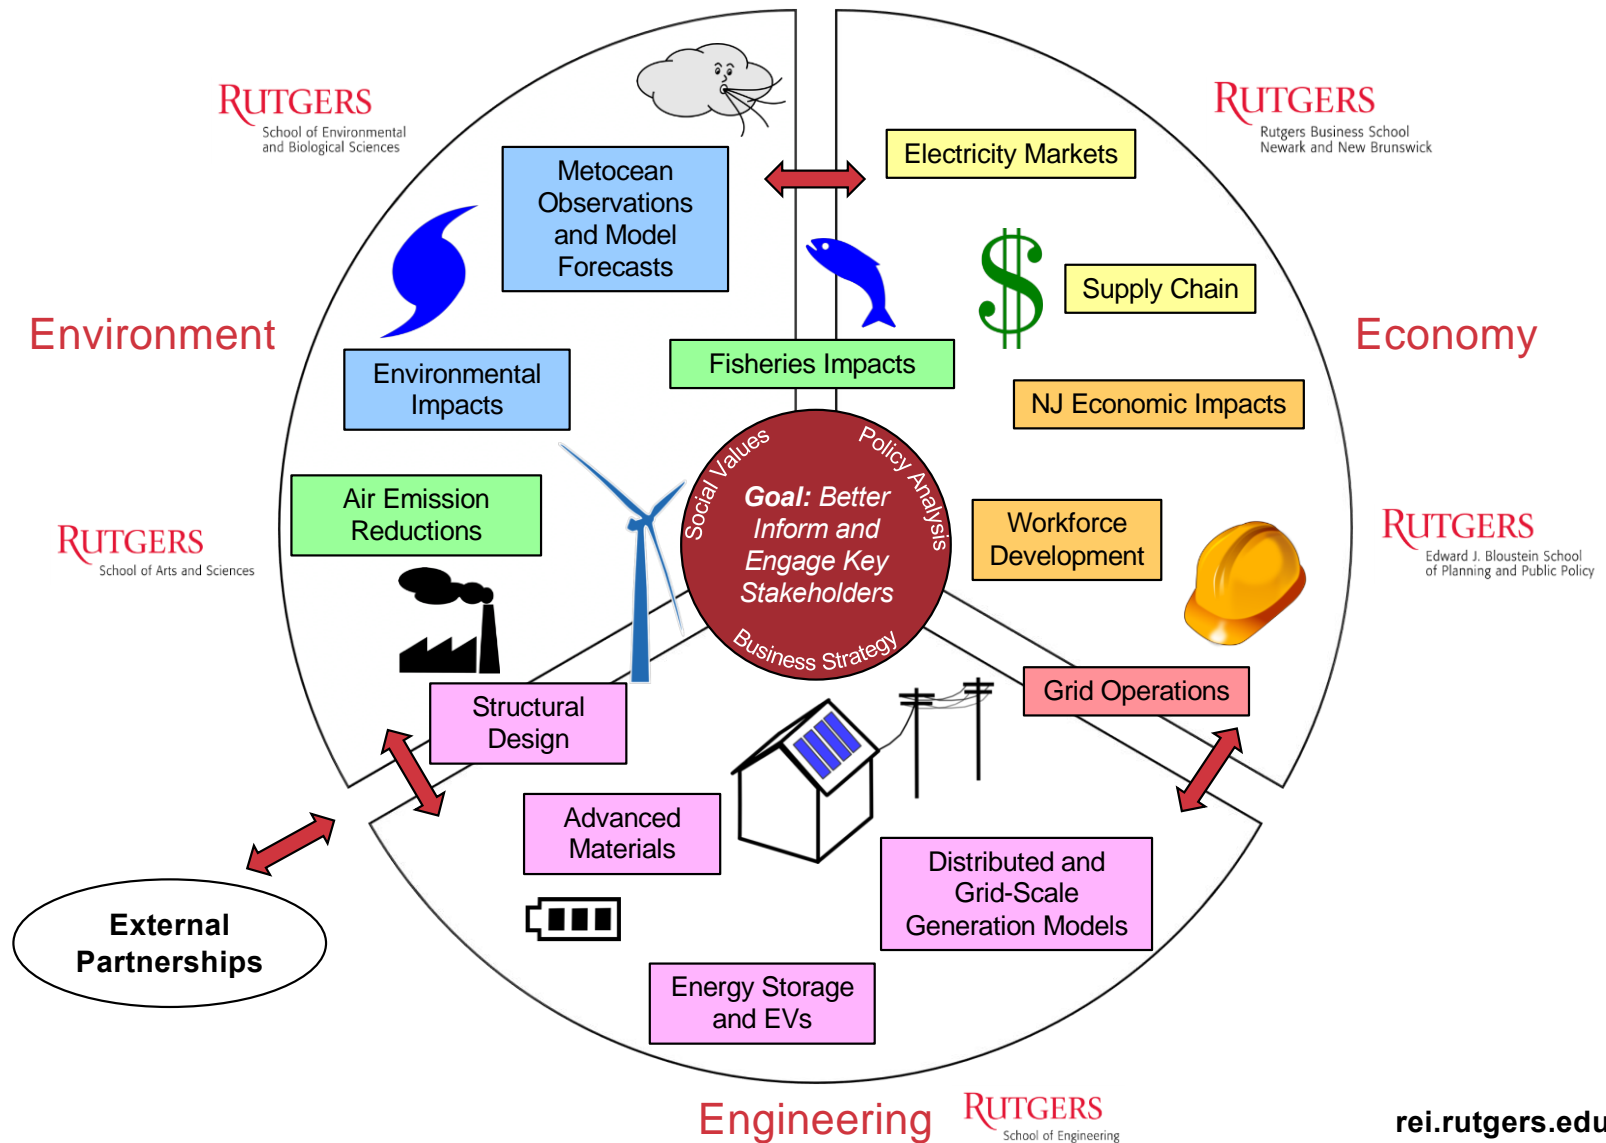 RUTGERS
School of Environmental
and Biological Sciences
RUTGERS
Rutgers Business School
Newark and New Brunswick
Metocean
Observations
and Model
Forecasts
Electricity Markets
Supply Chain
Environment
Economy
Environmental
Impacts
Fisheries Impacts
NJ Economic Impacts
Air Emission
Reductions
Social Values
Policy Analysis
Goal: Better
Inform and
Engage Key
Stakeholders
Business Strategy
Workforce
Development
RUTGERS
School of Arts and Sciences
RUTGERS
Edward J. Bloustein School
of Planning and Public Policy
Structural
Design
Grid Operations
Advanced
Materials
Distributed and
Grid-Scale
Generation Models
External
Partnerships
Energy Storage
and EVs
Engineering
RUTGERS
School of Engineering
rei.rutgers.edu